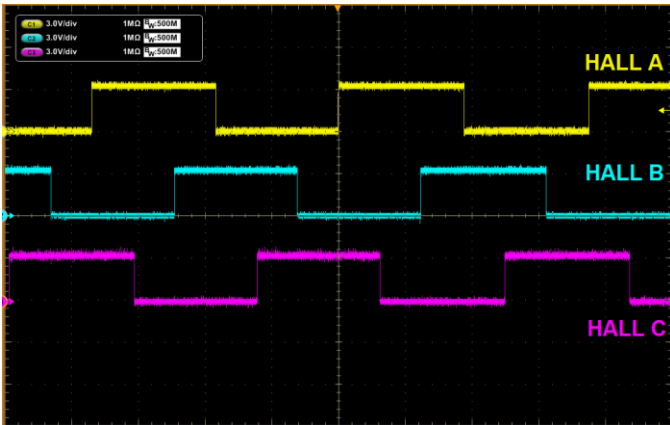 C1 3.0V/div 1MΩ BW:500M
C2 3.0V/div 1MΩ BW:500M
C3 3.0V/div 1MΩ BW:500M
HALL A
HALL B
HALL C